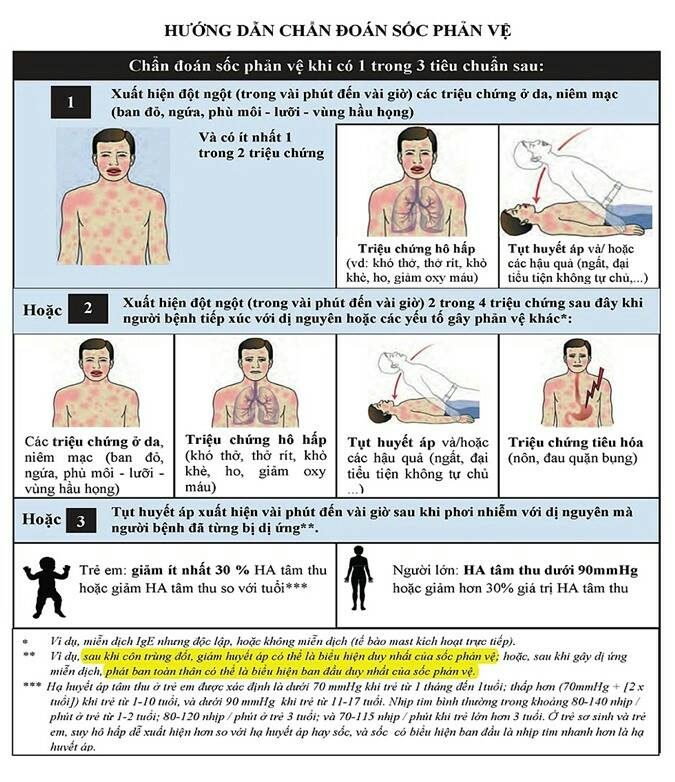 HƯỚNG DẪN CHẨN ĐOÁN SỐC PHẢN VỆ
Chẩn đoán sốc phản vệ khi có 1 trong 3 tiêu chuẩn sau:
1
Xuất hiện đột ngột (trong vài phút đến vài giờ) các triệu chứng ở da, niêm mạc
(ban đỏ, ngứa, phù môi - lưỡi - vùng hầu họng)
Và có ít nhất 1
trong 2 triệu chứng
Triệu chứng hô hấp
(vd: khó thở, thở rít, khò
khè, ho, giảm oxy máu)
Tụt huyết áp và/ hoặc
các hậu quả (ngất, đại
tiểu tiện không tự chủ,...)
Hoặc 2
Xuất hiện đột ngột (trong vài phút đến vài giờ) 2 trong 4 triệu chứng sau đây khi
người bệnh tiếp xúc với dị nguyên hoặc các yếu tố gây phản vệ khác*:
Các triệu chứng ở da,
niêm mạc (ban đỏ,
ngứa, phù môi - lưỡi -
vùng hầu họng)
Triệu chứng hô hấp
(khó thở, thở rít, khò
khè, ho, giảm oxy
máu)
Tụt huyết áp và/hoặc
các hậu quả (ngất, đại
tiểu tiện không tự chủ
...)
Triệu chứng tiêu hóa
(nôn, đau quặn bụng)
Hoặc 3
Tụt huyết áp xuất hiện vài phút đến vài giờ sau khi phơi nhiễm với dị nguyên mà
người bệnh đã từng bị dị ứng**.
Trẻ em: giảm ít nhất 30 % HA tâm thu
hoặc giảm HA tâm thu so với tuổi***
Người lớn: HA tâm thu dưới 90mmHg
hoặc giảm hơn 30% giá trị HA tâm thu
* Ví dụ, miễn dịch IgE nhưng độc lập, hoặc không miễn dịch (tế bào mast kích hoạt trực tiếp).
** Ví dụ, sau khi côn trùng đốt, giảm huyết áp có thể là biểu hiện duy nhất của sốc phản vệ; hoặc, sau khi gây dị ứng
miễn dịch, phát ban toàn thân có thể là biểu hiện ban đầu duy nhất của sốc phản vệ.
*** Hạ huyết áp tâm thu ở trẻ em được xác định là dưới 70 mmHg khi trẻ từ 1 tháng đến 1tuổi; thấp hơn (70mmHg + [2 x
tuổi]) khi trẻ từ 1-10 tuổi, và dưới 90 mmHg khi trẻ từ 11-17 tuổi. Nhịp tim bình thường trong khoảng 80-140 nhịp /
phút ở trẻ từ 1-2 tuổi; 80-120 nhịp / phút ở trẻ 3 tuổi; và 70-115 nhịp / phút khi trẻ lớn hơn 3 tuổi. Ở trẻ sơ sinh và trẻ
em, suy hô hấp dễ xuất hiện hơn so với hạ huyết áp hay sốc, và sốc có biểu hiện ban đầu là nhịp tim nhanh hơn là hạ
huyết áp.